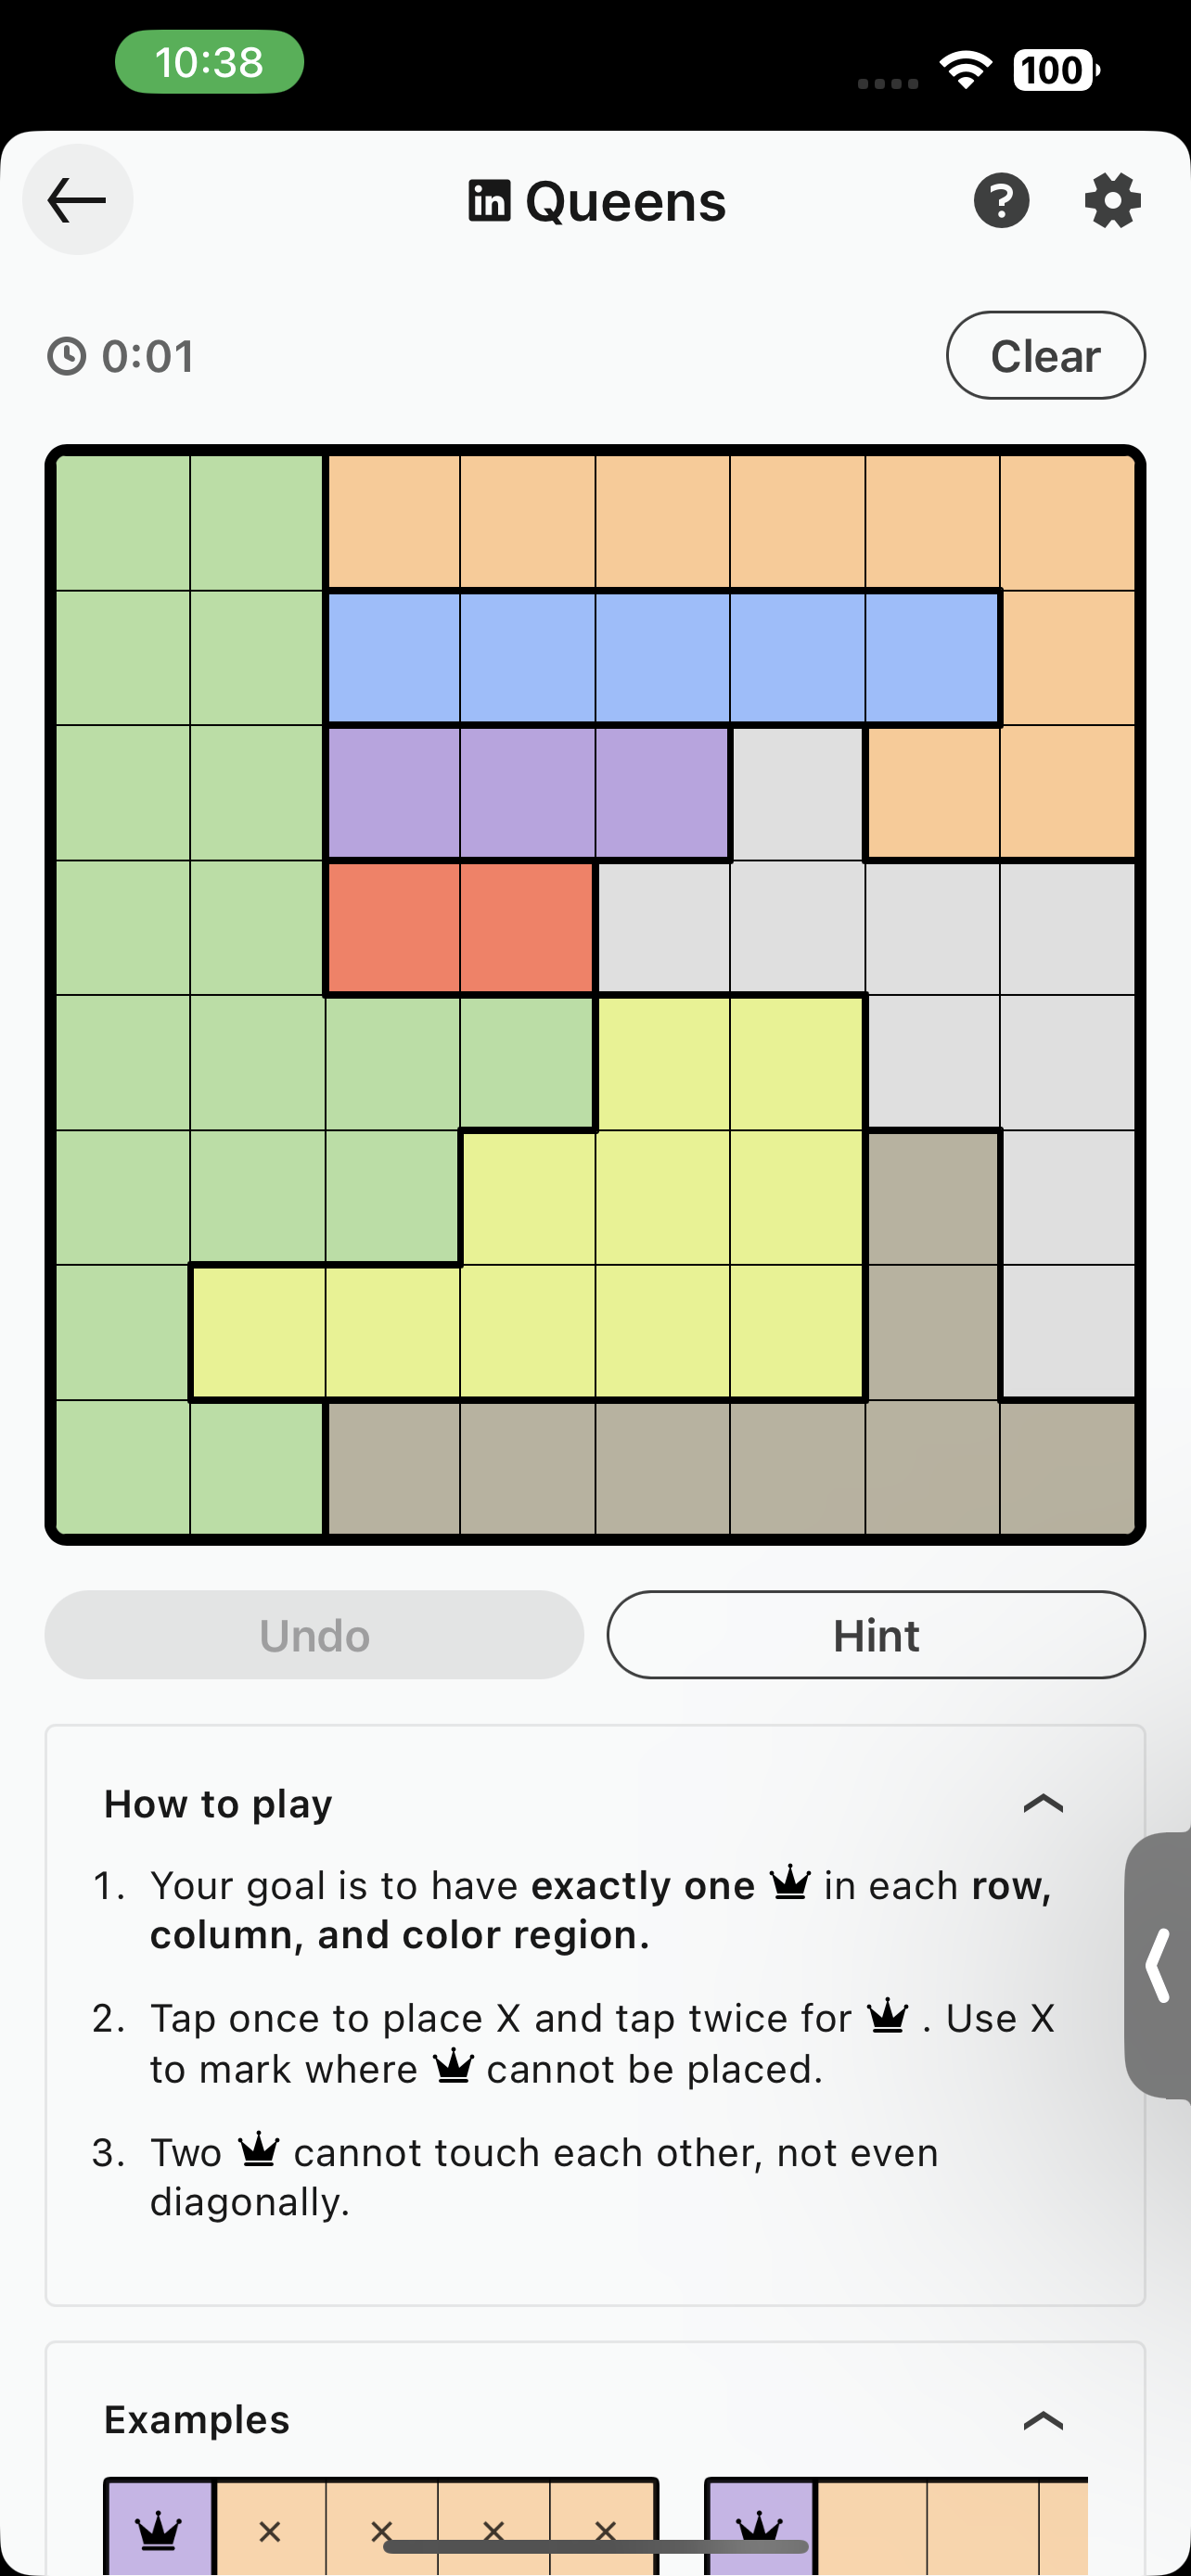 10:38
100
in Queens
?
0:01
Clear
Undo
Hint
How to play
1. Your goal is to have exactly one in each row,
column, and color region.
2. Tap once to place X and tap twice for . Use X
to mark where cannot be placed.
3. Two cannot touch each other, not even
diagonally.
Examples